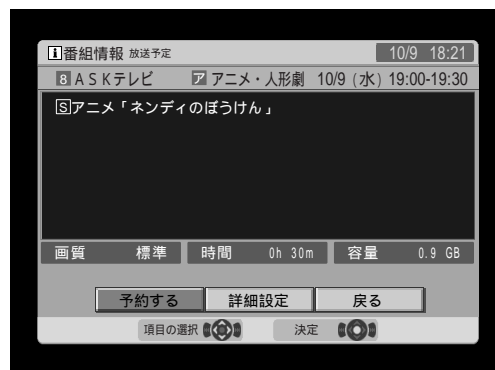 i 番組情報 放送予定 10/9 18:21
8 ASKテレビ ア アニメ・人形劇 10/9 (水) 19:00-19:30
S アニメ「ネンディのぼうけん」
画質 標準 時間 0h 30m 容量 0.9 GB
予約する 詳細設定 戻る
項目の選択 決定